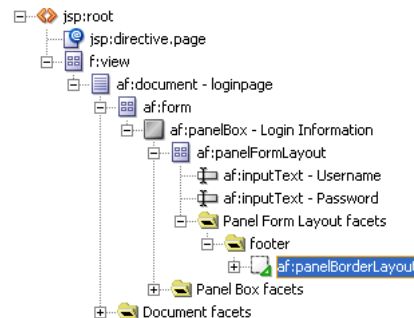 jsp:root
jsp:directive.page
f:view
af:document - loginpage
af:form
af:panelBox - Login Information
af:panelFormLayout
af:inputText - Username
af:inputText - Password
Panel Form Layout facets
footer
af:panelBorderLayout
Panel Box facets
Document facets